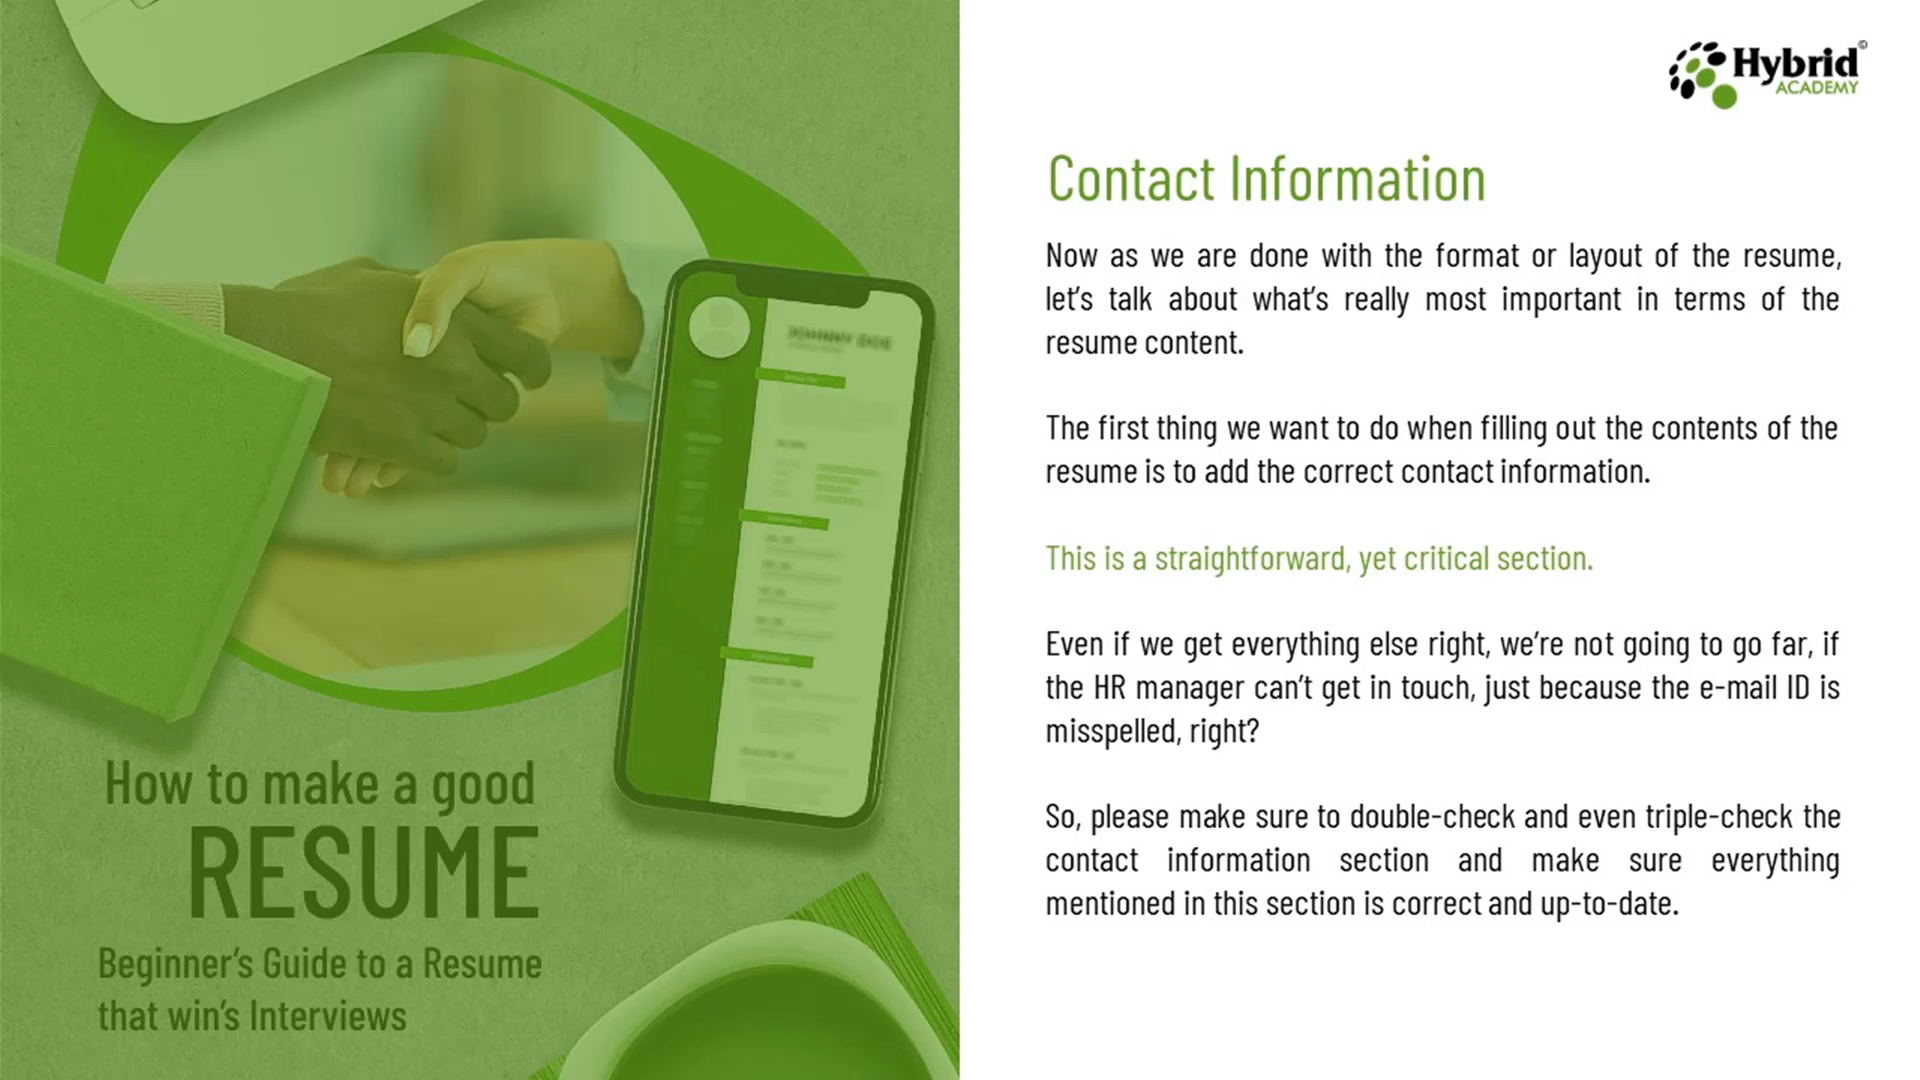 Hybrid©
ACADEMY
Contact Information
Now as we are done with the format or layout of the resume,
let's talk about what's really most important in terms of the
resume content.
The first thing we want to do when filling out the contents of the
resume is to add the correct contact information.
This is a straightforward, yet critical section.
Even if we get everything else right, we're not going to go far, if
the HR manager can't get in touch, just because the e-mail ID is
misspelled, right?
So, please make sure to double-check and even triple-check the
contact information section and make sure everything
mentioned in this section is correct and up-to-date.
JOHNNY DOE
How to make a good
RESUME
Beginner's Guide to a Resume
that win's Interviews